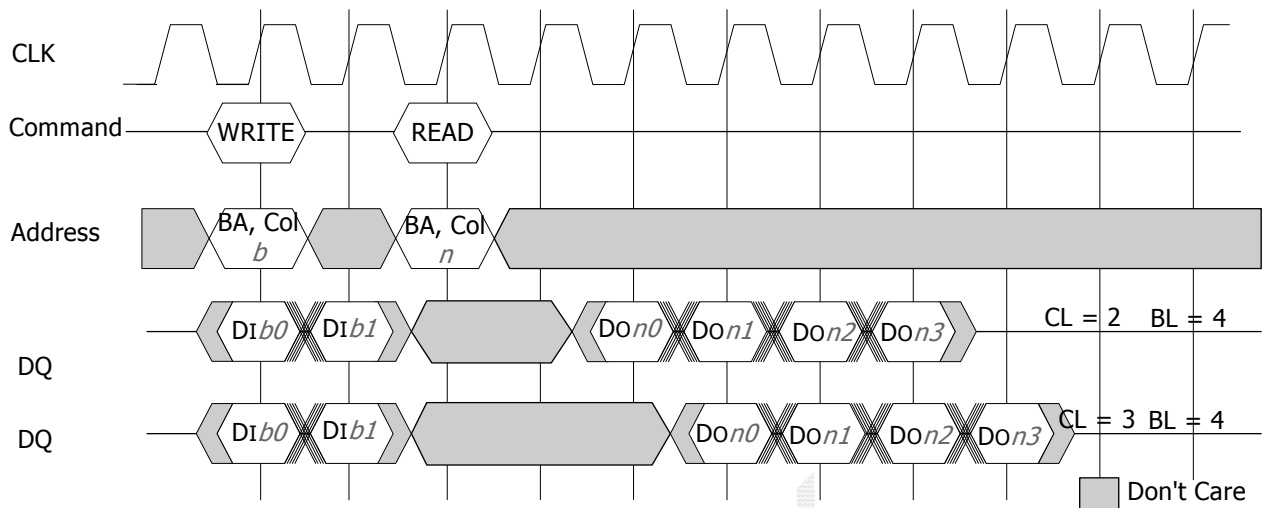 CLK
Command WRITE READ
Address BA, Col BA, Col
b n
DQ DIb0 DIb1 DOn0 DOn1 DOn2 DOn3 CL = 2 BL = 4
DQ DIb0 DIb1 DOn0 DOn1 DOn2 DOn3 CL = 3 BL = 4
Don't Care